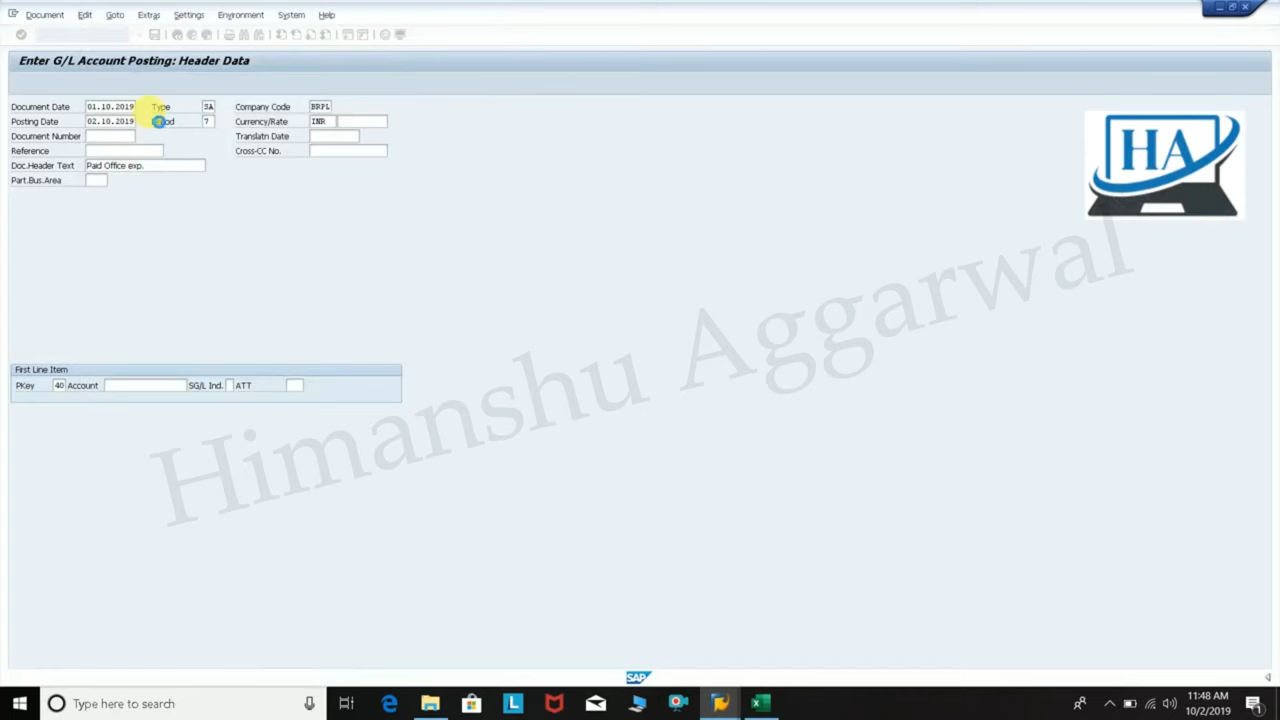 Document Edit Goto Extras Settings Environment System Help
Enter G/L Account Posting: Header Data
Document Date 01.10.2019 Type SA Company Code BRPL
Posting Date 02.10.2019 7 Currency/Rate INR
Document Number Translatn Date
Reference Cross-CC No.
Doc.Header Text Paid Office exp.
Part.Bus.Area
HA
Himanshu Aggarwal
First Line Item
PKey 40 Account SG/L Ind. ATT
SAP
Type here to search
L
11:48 AM
10/2/2019
1